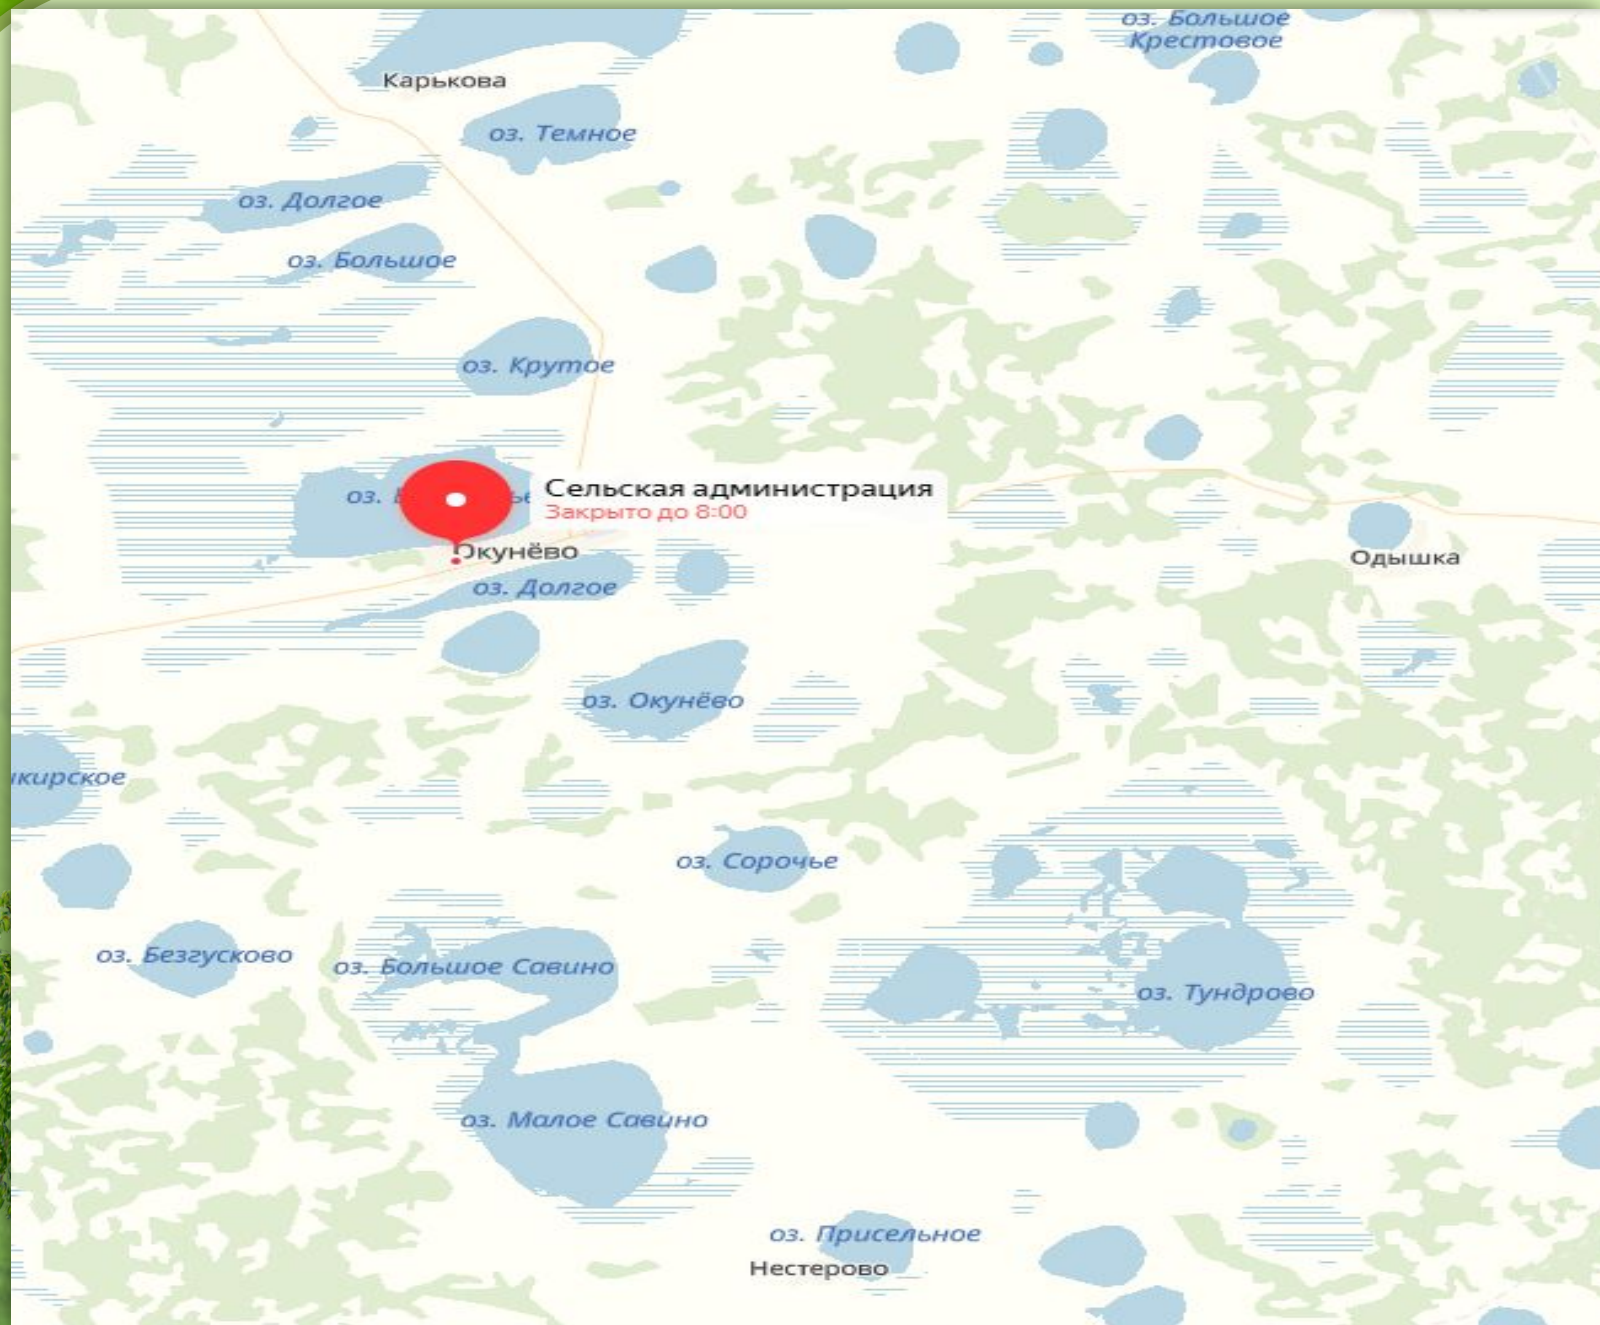 оз. Большое
Крестовое
Карькова
оз. Темное
оз. Долгое
оз. Большое
оз. Крутое
Сельская администрация
оз.
Закрыто до 8:00
Окунёво
Одышка
оз. Долгое
оз. Окунёво
оз. Сорочье
оз. Безгусково
оз. Большое Савино
оз. Тундрово
оз. Малое Савино
оз. Присельное
Нестерово